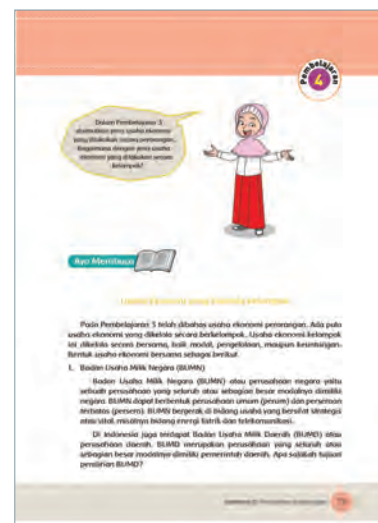 Pembelajaran
4
Dalam Pembelajaran 3
disebutkan jenis usaha ekonomi
yang dilakukan secara perorangan.
Bagaimana dengan jenis usaha
ekonomi yang dilakukan secara
kelompok?
Ayo Membaca
Pada Pembelajaran 3 telah dibahas usaha ekonomi perorangan. Ada pula
usaha ekonomi yang dikelola secara berkelompok. Usaha ekonomi kelompok
ini dikelola secara bersama, baik modal, pengelolaan, maupun keuntungan.
Bentuk usaha ekonomi bersama sebagai berikut.
1. Badan Usaha Milik Negara (BUMN)
Badan Usaha Milik Negara (BUMN) atau perusahaan negara yaitu
sebuah perusahaan yang seluruh atau sebagian besar modalnya dimiliki
negara. BUMN dapat berbentuk perusahaan umum (perum) dan perseroan
terbatas (persero). BUMN bergerak di bidang usaha yang bersifat strategis
atau vital, misalnya bidang energi listrik dan telekomunikasi.
Di Indonesia juga terdapat Badan Usaha Milik Daerah (BUMD) atau
perusahaan daerah. BUMD merupakan perusahaan yang seluruh atau
sebagian besar modalnya dimiliki pemerintah daerah. Apa sajakah tujuan
pendirian BUMD?